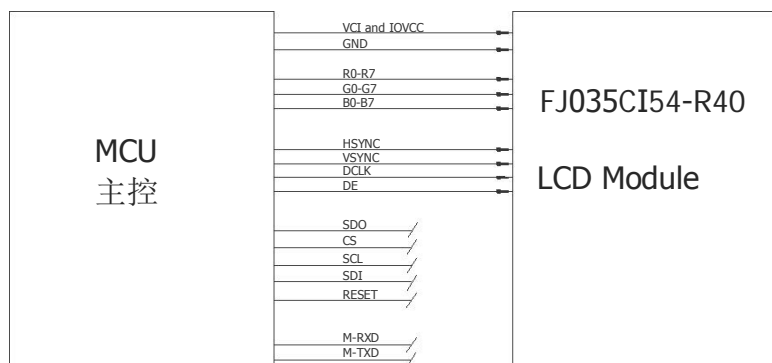 VCI and IOVCC
GND
R0-R7
G0-G7
B0-B7
FJ035CI54-R40
MCU
主控
HSYNC
VSYNC
DCLK
DE
LCD Module
SDO
CS
SCL
SDI
RESET
M-RXD
M-TXD